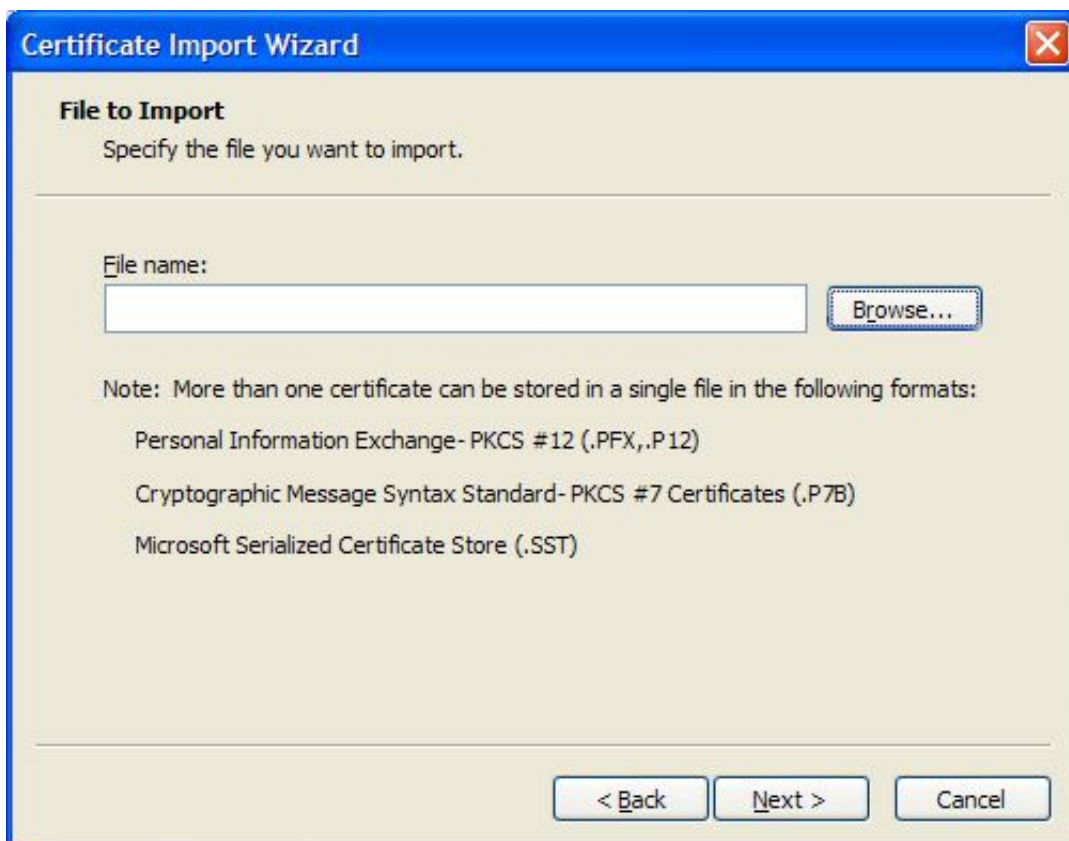 Certificate Import Wizard
File to Import
Specify the file you want to import.
File name:
Browse...
Note: More than one certificate can be stored in a single file in the following formats:
Personal Information Exchange- PKCS #12 (.PFX,.P12)
Cryptographic Message Syntax Standard- PKCS #7 Certificates (.P7B)
Microsoft Serialized Certificate Store (.SST)
< Back Next > Cancel